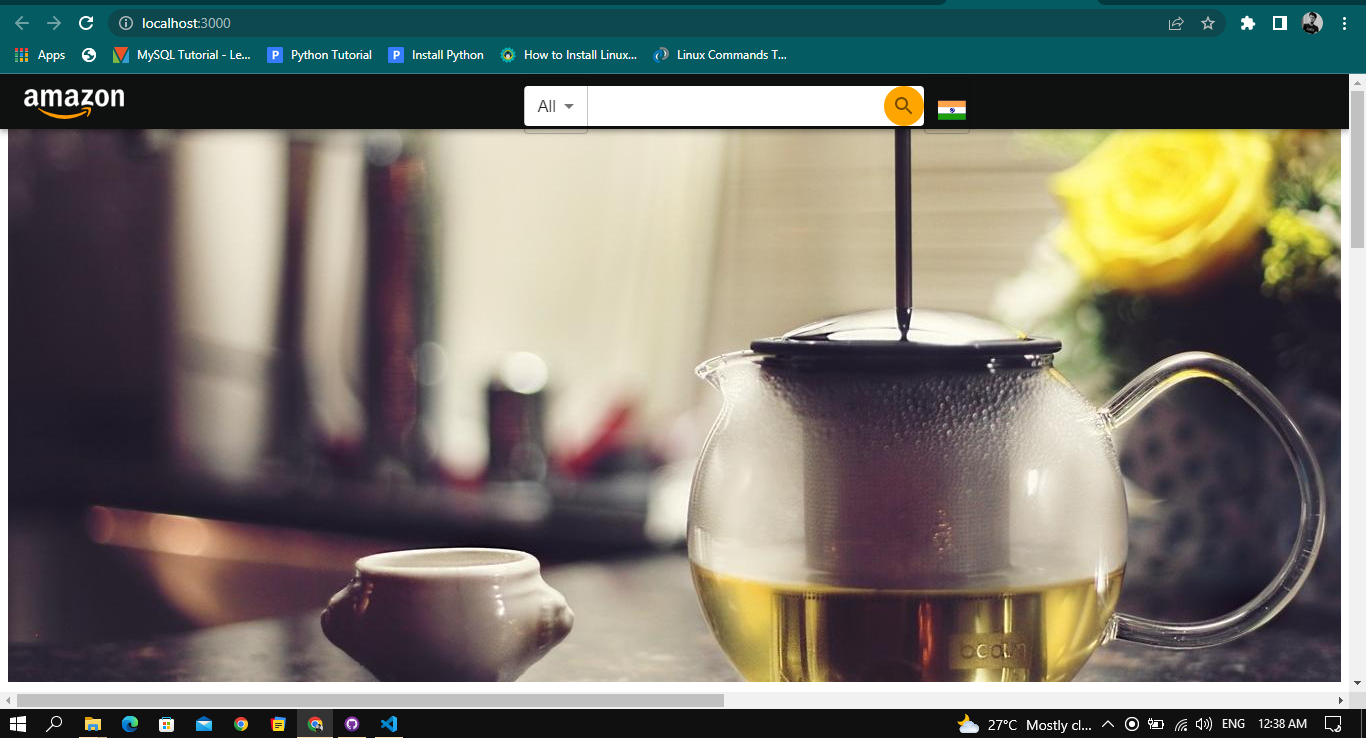 localhost:3000
Apps MySQL Tutorial - Le... Python Tutorial Install Python How to Install Linux... Linux Commands T...
amazon All
27°C Mostly cl... ENG 12:38 AM